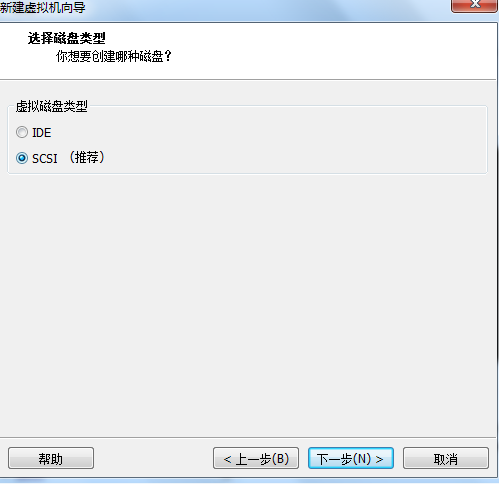 新建虚拟机向导
选择磁盘类型
你想要创建哪种磁盘?
虚拟磁盘类型
IDE
SCSI （推荐）
帮助
< 上一步(B)
下一步(N) >
取消